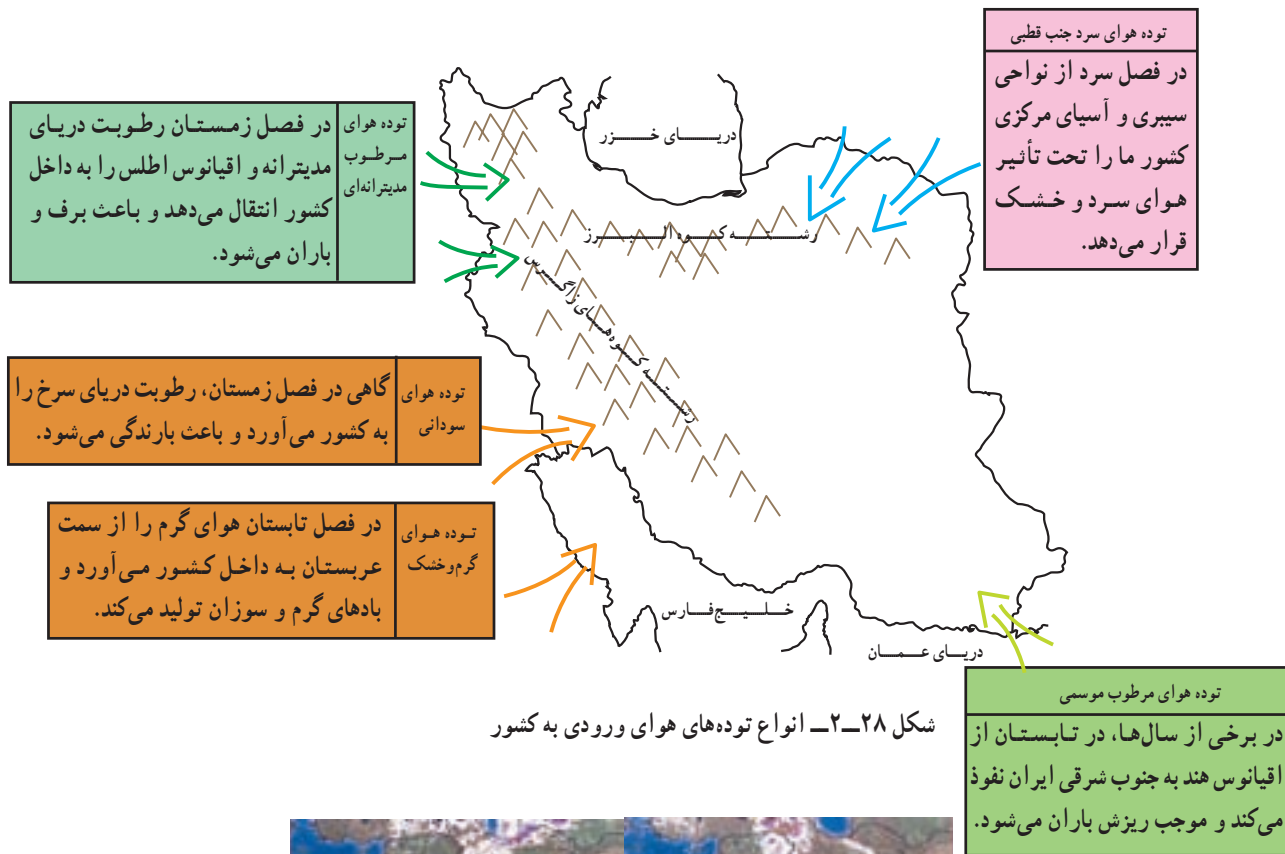 توده هوای سرد جنب قطبی
در فصل سرد از نواحی
سیبری و آسیای مرکزی
کشور ما را تحت تأثیر
هوای سرد و خشک
قرار می‌دهد.
دریای خزر
توده هوای
مرطوب
مدیترانه‌ای
در فصل زمستان رطوبت دریای
مدیترانه و اقیانوس اطلس را به داخل
کشور انتقال می‌دهد و باعث برف و
باران می‌شود.
رشته کوه البرز
رشته کوه‌های زاگرس
توده هوای
سودانی
گاهی در فصل زمستان، رطوبت دریای سرخ را
به کشور می‌آورد و باعث بارندگی می‌شود.
توده هوای
گرم‌وخشک
در فصل تابستان هوای گرم را از سمت
عربستان به داخل کشور می‌آورد و
بادهای گرم و سوزان تولید می‌کند.
خلیج‌فارس
دریای عمان
توده هوای مرطوب موسمی
در برخی از سال‌ها، در تابستان از
اقیانوس هند به جنوب شرقی ایران نفوذ
می‌کند و موجب ریزش باران می‌شود.
شکل ۲۸ــ۲ــ انواع توده‌های هوای ورودی به کشور